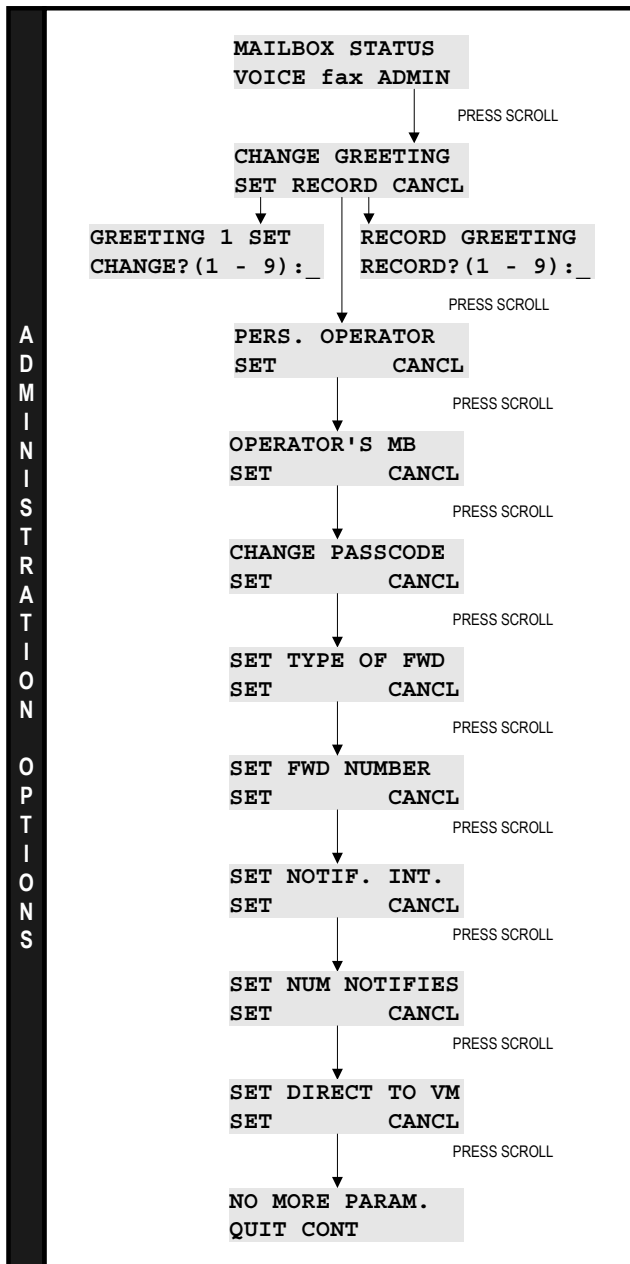 ADMINISTRATION OPTIONS
MAILBOX STATUS
VOICE fax ADMIN
PRESS SCROLL
CHANGE GREETING
SET RECORD CANCL
GREETING 1 SET
CHANGE?(1 - 9):_
RECORD GREETING
RECORD?(1 - 9):_
PRESS SCROLL
PERS. OPERATOR
SET CANCL
PRESS SCROLL
OPERATOR'S MB
SET CANCL
PRESS SCROLL
CHANGE PASSCODE
SET CANCL
PRESS SCROLL
SET TYPE OF FWD
SET CANCL
PRESS SCROLL
SET FWD NUMBER
SET CANCL
PRESS SCROLL
SET NOTIF. INT.
SET CANCL
PRESS SCROLL
SET NUM NOTIFIES
SET CANCL
PRESS SCROLL
SET DIRECT TO VM
SET CANCL
PRESS SCROLL
NO MORE PARAM.
QUIT CONT